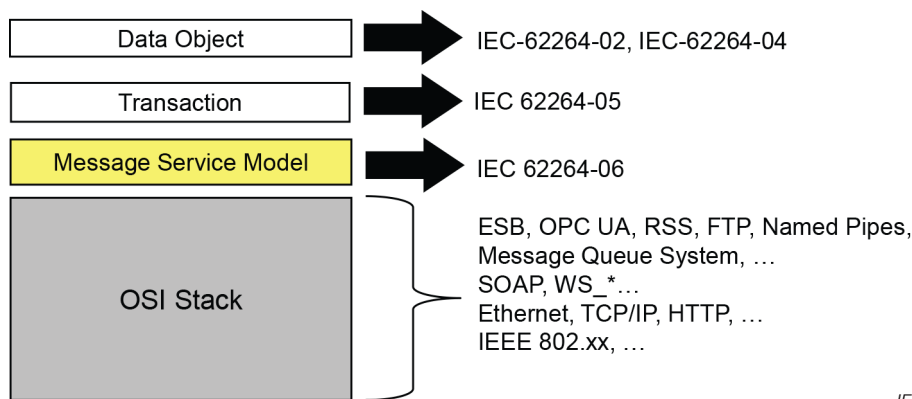 Data Object
IEC-62264-02, IEC-62264-04
Transaction
IEC 62264-05
Message Service Model
IEC 62264-06
OSI Stack
ESB, OPC UA, RSS, FTP, Named Pipes,
Message Queue System, …
SOAP, WS_*…
Ethernet, TCP/IP, HTTP, …
IEEE 802.xx, …